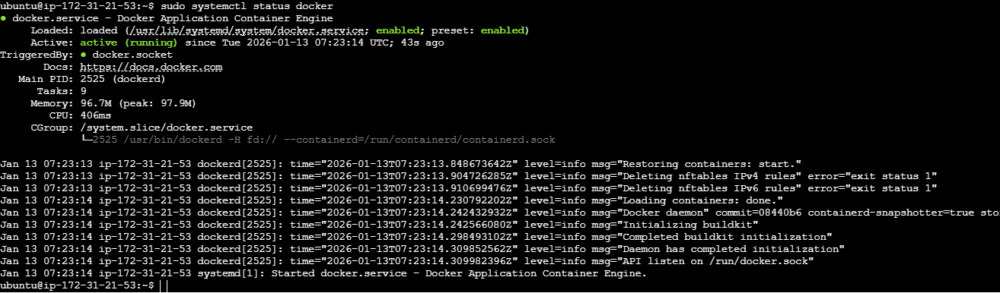 ubuntu@ip-172-31-21-53:~$ sudo systemctl status docker
● docker.service - Docker Application Container Engine
     Loaded: loaded (/usr/lib/systemd/system/docker.service; enabled; preset: enabled)
     Active: active (running) since Tue 2026-01-13 07:23:14 UTC; 43s ago
TriggeredBy: ● docker.socket
       Docs: https://docs.docker.com
   Main PID: 2525 (dockerd)
      Tasks: 9
     Memory: 96.7M (peak: 97.9M)
        CPU: 406ms
     CGroup: /system.slice/docker.service
             └─2525 /usr/bin/dockerd -H fd:// --containerd=/run/containerd/containerd.sock

Jan 13 07:23:13 ip-172-31-21-53 dockerd[2525]: time="2026-01-13T07:23:13.848673642Z" level=info msg="Restoring containers: start."
Jan 13 07:23:13 ip-172-31-21-53 dockerd[2525]: time="2026-01-13T07:23:13.904726285Z" level=info msg="Deleting nftables IPv4 rules" error="exit status 1"
Jan 13 07:23:13 ip-172-31-21-53 dockerd[2525]: time="2026-01-13T07:23:13.910699476Z" level=info msg="Deleting nftables IPv6 rules" error="exit status 1"
Jan 13 07:23:14 ip-172-31-21-53 dockerd[2525]: time="2026-01-13T07:23:14.230792202Z" level=info msg="Loading containers: done."
Jan 13 07:23:14 ip-172-31-21-53 dockerd[2525]: time="2026-01-13T07:23:14.242432932Z" level=info msg="Docker daemon" commit=08440b6 containerd-snapshotter=true sto
Jan 13 07:23:14 ip-172-31-21-53 dockerd[2525]: time="2026-01-13T07:23:14.242566080Z" level=info msg="Initializing buildkit"
Jan 13 07:23:14 ip-172-31-21-53 dockerd[2525]: time="2026-01-13T07:23:14.298493102Z" level=info msg="Completed buildkit initialization"
Jan 13 07:23:14 ip-172-31-21-53 dockerd[2525]: time="2026-01-13T07:23:14.309852562Z" level=info msg="Daemon has completed initialization"
Jan 13 07:23:14 ip-172-31-21-53 dockerd[2525]: time="2026-01-13T07:23:14.309982396Z" level=info msg="API listen on /run/docker.sock"
Jan 13 07:23:14 ip-172-31-21-53 systemd[1]: Started docker.service - Docker Application Container Engine.
ubuntu@ip-172-31-21-53:~$